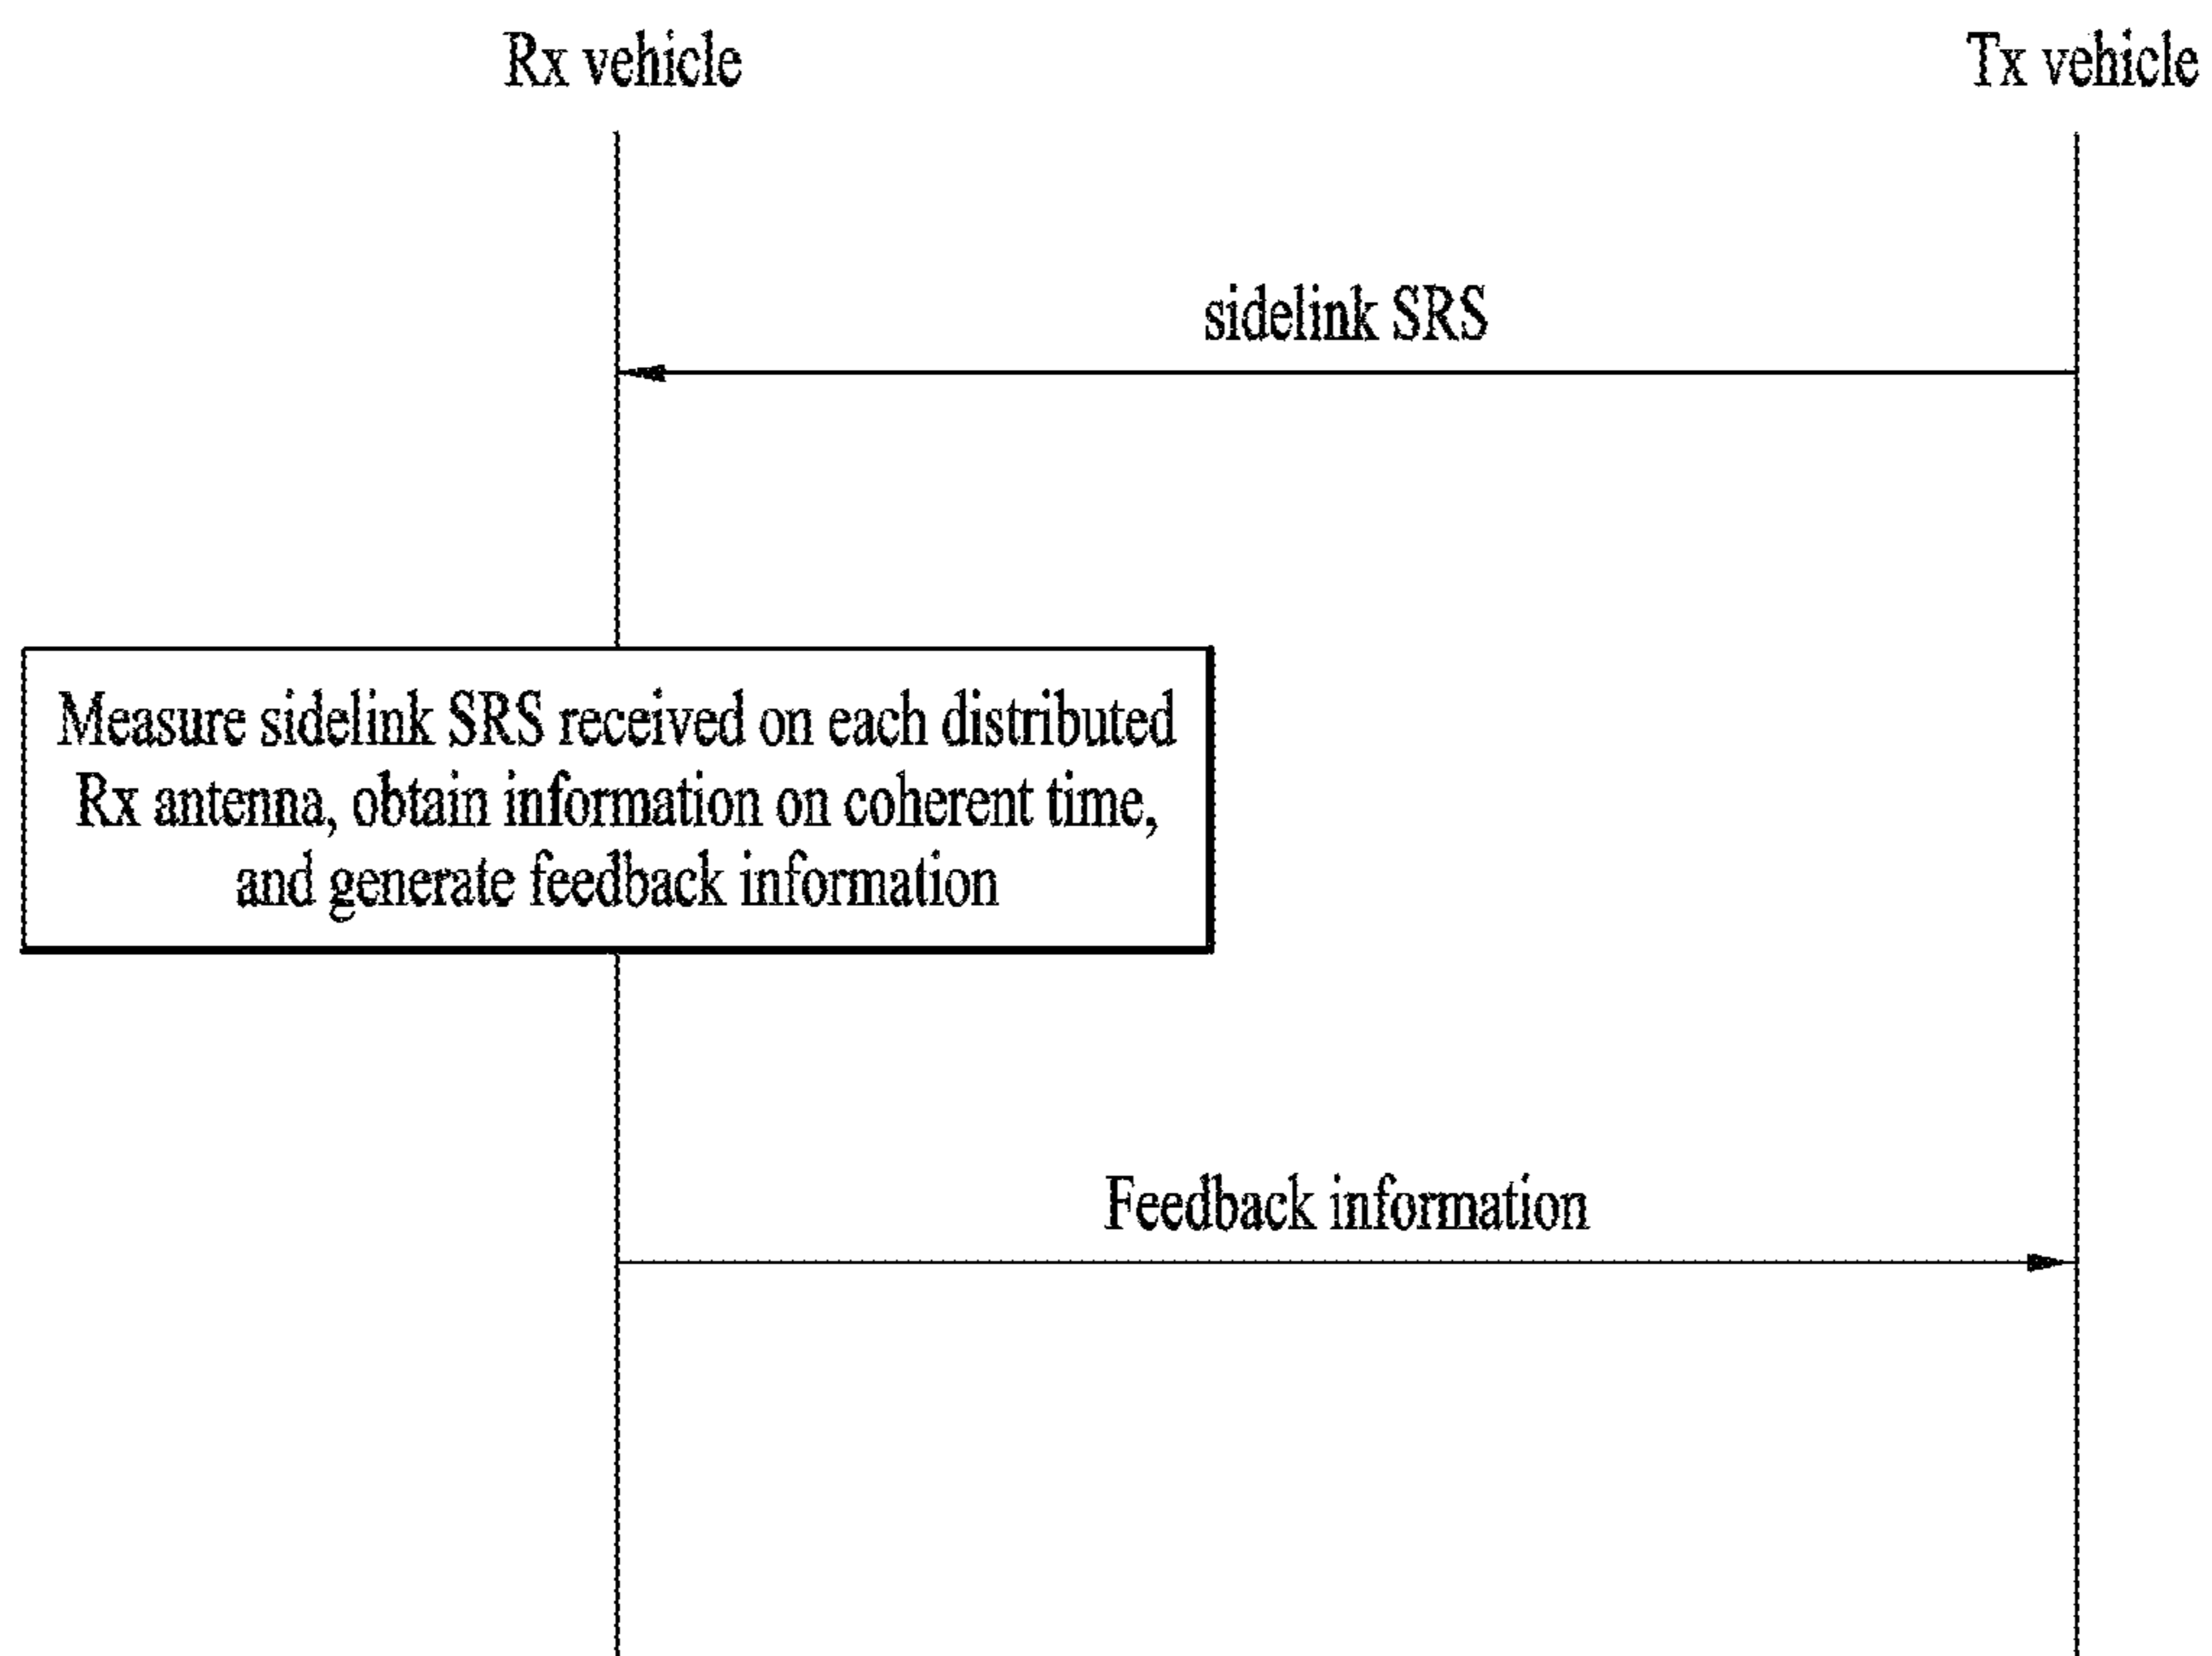 Rx vehicle
Tx vehicle
sidelink SRS
Measure sidelink SRS received on each distributed
Rx antenna, obtain information on coherent time,
and generate feedback information
Feedback information